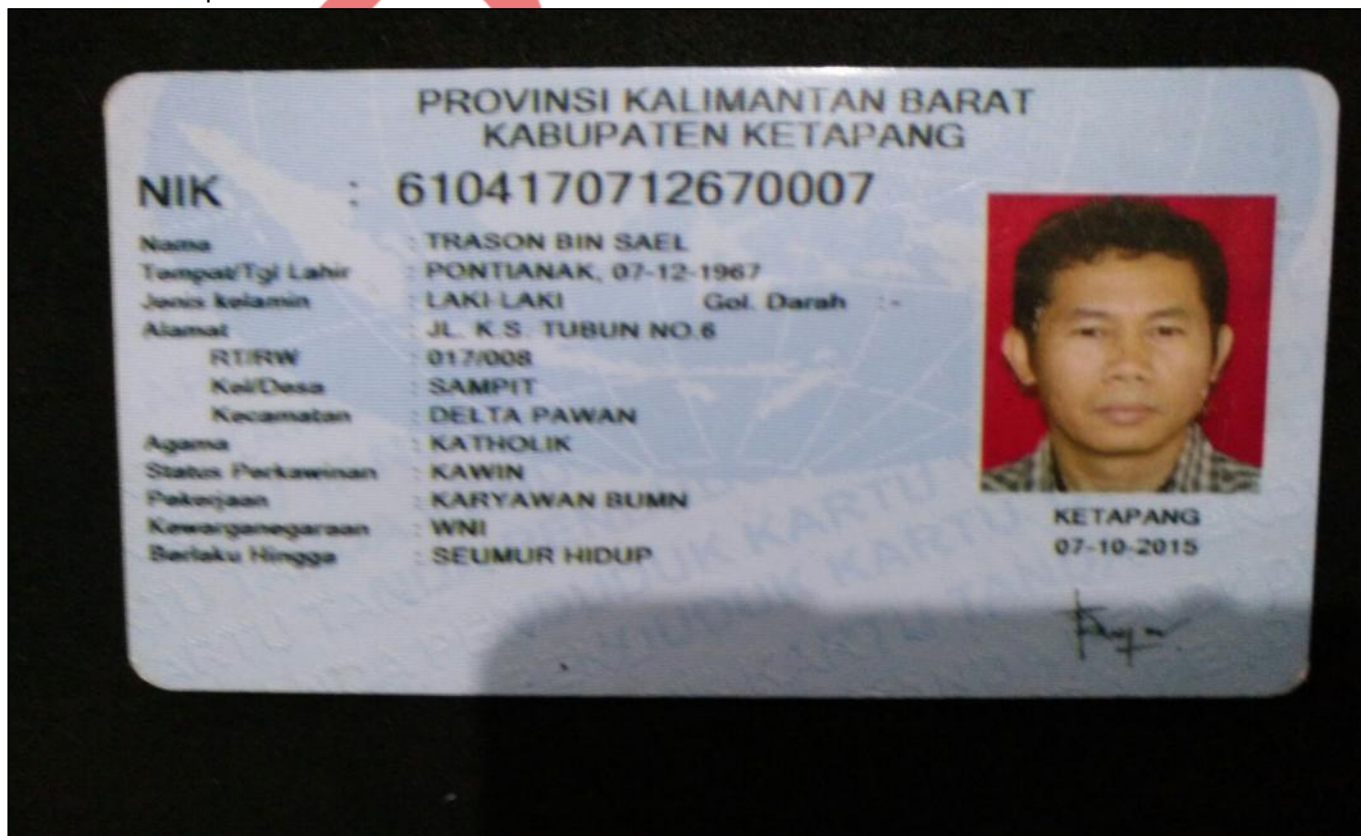 PROVINSI KALIMANTAN BARAT
KABUPATEN KETAPANG
NIK : 6104170712670007
Nama : TRASON BIN SAEL
Tempat/Tgl Lahir : PONTIANAK, 07-12-1967
Jenis kelamin : LAKI-LAKI Gol. Darah : -
Alamat : JL. K.S. TUBUN NO.6
RT/RW : 017/008
Kel/Desa : SAMPIT
Kecamatan : DELTA PAWAN
Agama : KATHOLIK
Status Perkawinan : KAWIN
Pekerjaan : KARYAWAN BUMN
Kewarganegaraan : WNI
Berlaku Hingga : SEUMUR HIDUP
KETAPANG
07-10-2015